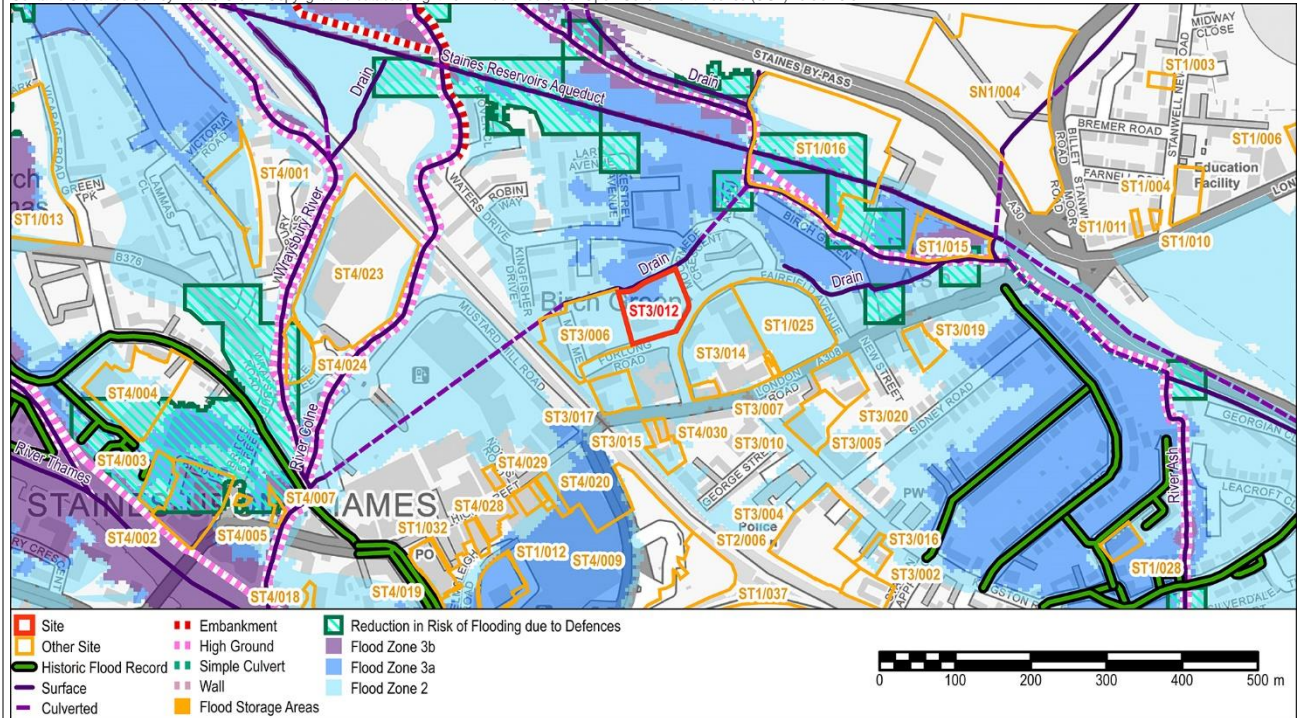 STAINES BY-PASS
MIDWAY
CLOSE
STANWELL NEW ROAD
ST1/003
SN1/004
BREMER ROAD
ST1/006
FARNELL
ST1/004
Education
Facility
BILLET
ROAD
STANWELL
MOOR
ROAD
A30
ST1/011
ST1/010
Staines Reservoirs Aqueduct
Drain
Drain
VICARAGE ROAD
VICTORIA
ROAD
GREEN
PK
LAMMAS
ST4/001
ST1/013
B376
Wraysbury River
ST4/023
WATERS DRIVE
ROBIN
WAY
KINGFISHER
DRIVE
KESTREL
AVENUE
ST1/016
BIRCH GREEN
ST1/015
Drain
Drain
Birch Green
ST3/012
FAIRFIELD AVENUE
MUSTARD MILL ROAD
ST3/006
FURLONG
ROAD
ST1/025
ST3/014
ST3/019
A308
LONDON
ROAD
NEW STREET
ST4/024
ST4/004
ST3/017
ST3/007
ST3/020
SIDNEY ROAD
ST3/015
ST4/030
ST3/010
ST3/005
GEORGE STREET
River Colne
River Thames
ST4/003
ST4/029
ST4/020
ST4/007
ST4/028
ST3/004
PW
River Ash
LEACROFT
ST4/002
ST4/005
ST1/032
PO
ST1/012
ST4/009
Police
ST2/006
ST3/016
ST3/002
ST1/028
ST4/018
ST4/019
ST1/037
Site
Other Site
Historic Flood Record
Surface
Culverted
Embankment
High Ground
Simple Culvert
Wall
Flood Storage Areas
Reduction in Risk of Flooding due to Defences
Flood Zone 3b
Flood Zone 3a
Flood Zone 2
0 100 200 300 400 500 m